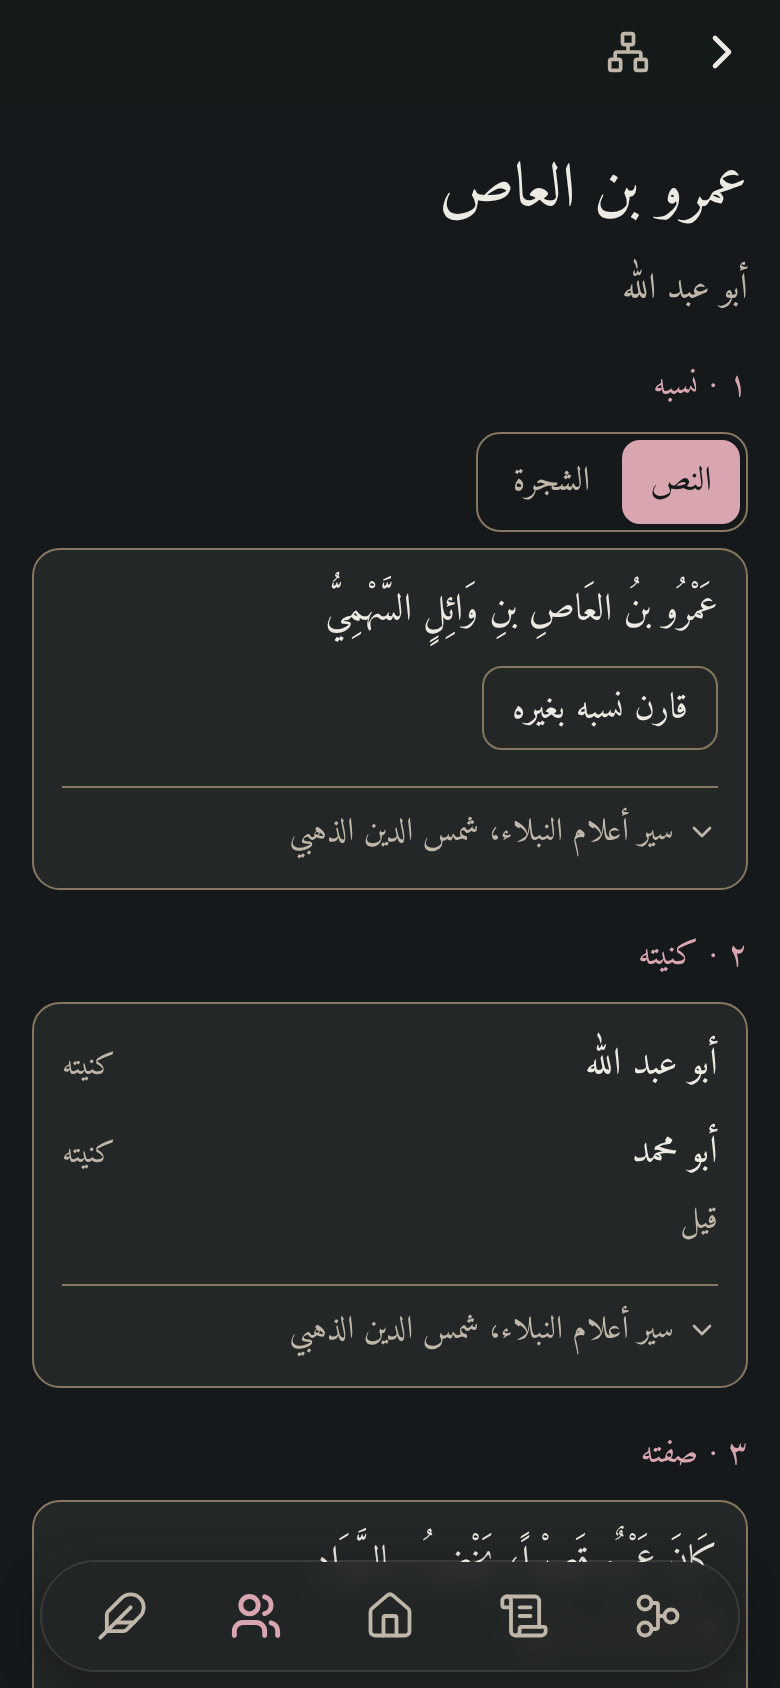 عمرو بن العاص
أبو عبد الله
١ · نسبه
النص
الشجرة
عَمْرُو بنُ العَاصِ بنِ وَائِلٍ السَّهْمِيُّ
قارن نسبه بغيره
سير أعلام النبلاء، شمس الدين الذهبي
٢ · كنيته
أبو عبد الله كنيته
أبو محمد كنيته
قيل
سير أعلام النبلاء، شمس الدين الذهبي
٣ · صفته
كَانَ